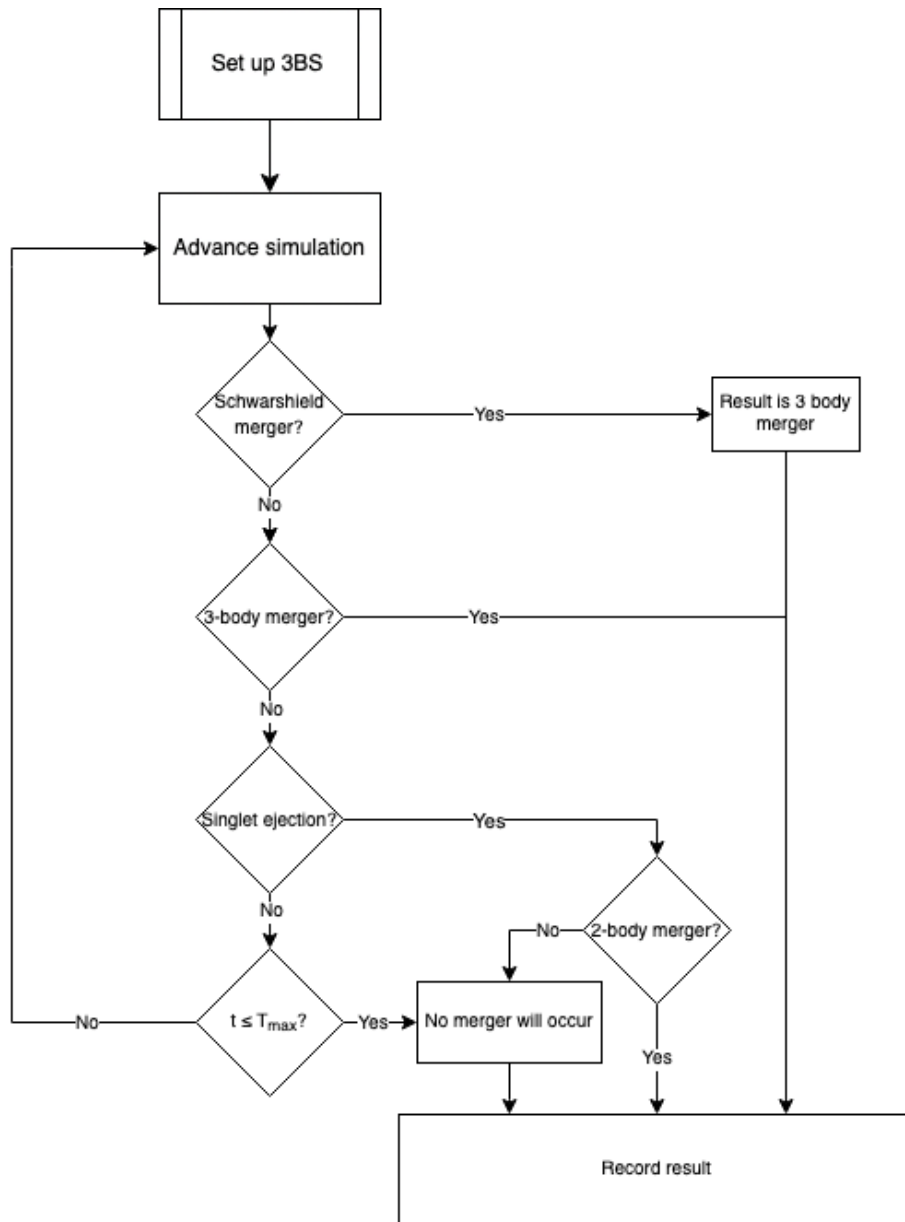 Set up 3BS
Advance simulation
Schwarshield
merger?
Yes
Result is 3 body
merger
No
3-body merger?
Yes
No
Singlet ejection?
Yes
No
2-body merger?
No
t ≤ Tmax?
No
Yes
No merger will occur
Yes
Record result